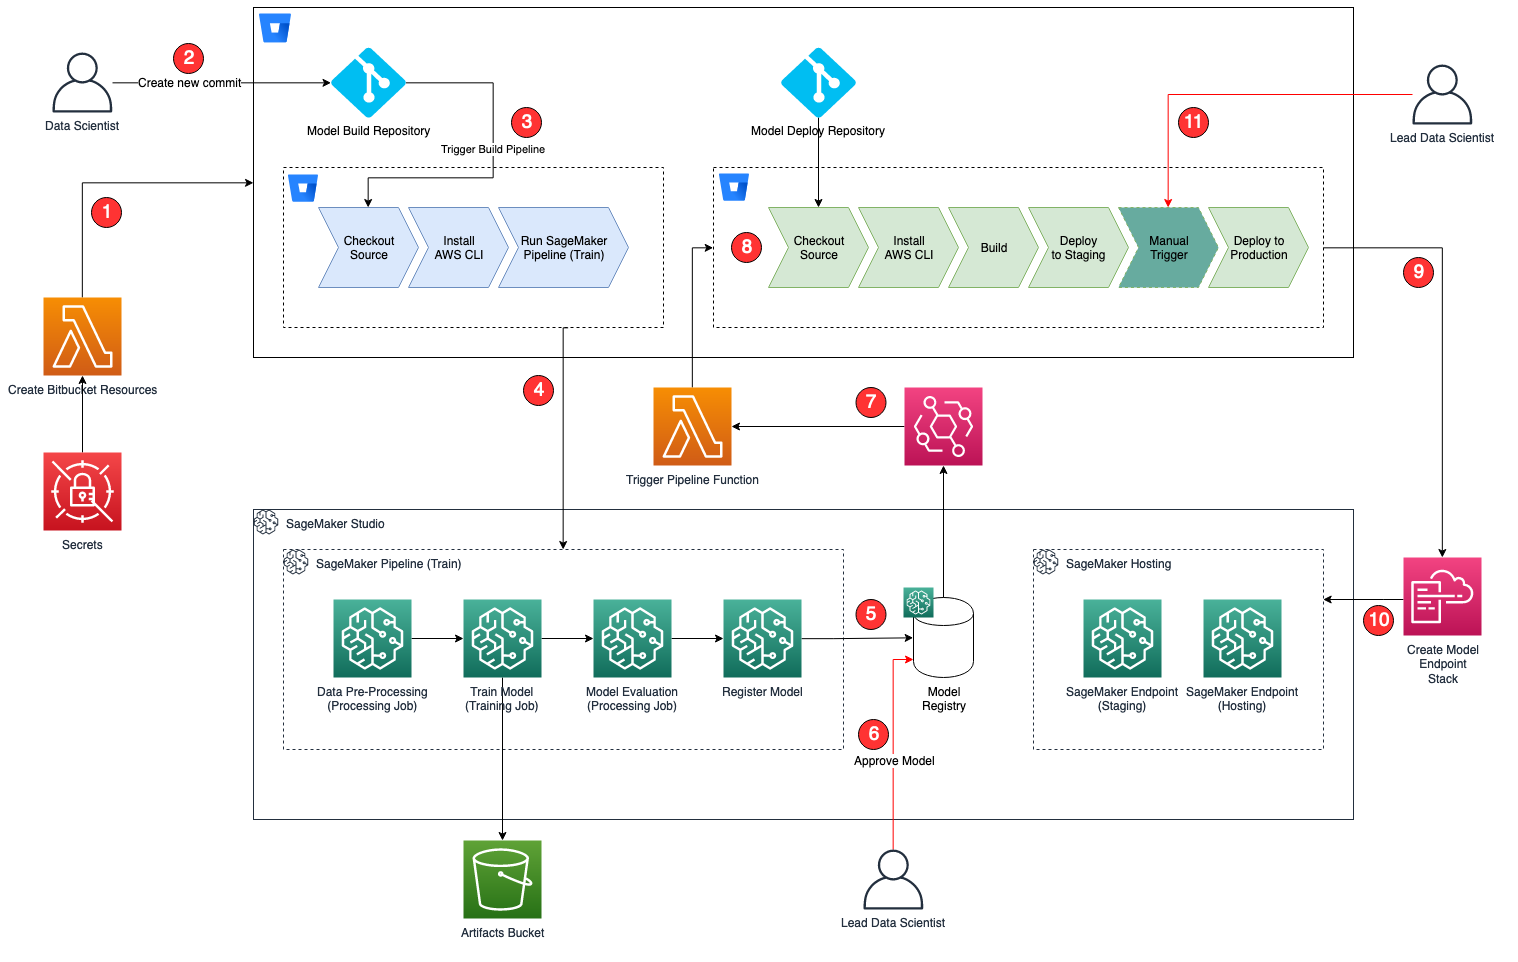 2
Create new commit
Data Scientist
Model Build Repository
3
Trigger Build Pipeline
Model Deploy Repository
11
Lead Data Scientist
1
Checkout
Source
Install
AWS CLI
Run SageMaker
Pipeline (Train)
8
Checkout
Source
Install
AWS CLI
Build
Deploy
to Staging
Manual
Trigger
Deploy to
Production
9
Create Bitbucket Resources
4
7
Trigger Pipeline Function
Secrets
SageMaker Studio
SageMaker Pipeline (Train)
Data Pre-Processing
(Processing Job)
Train Model
(Training Job)
Model Evaluation
(Processing Job)
Register Model
5
Model
Registry
6
Approve Model
SageMaker Hosting
SageMaker Endpoint
(Staging)
SageMaker Endpoint
(Hosting)
10
Create Model
Endpoint
Stack
Artifacts Bucket
Lead Data Scientist